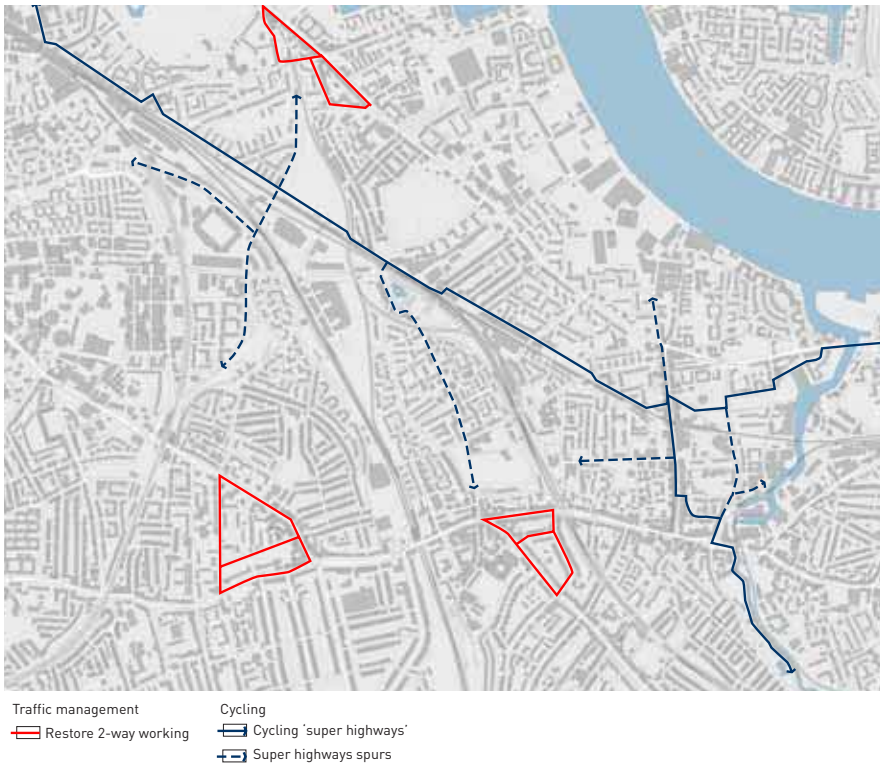 Traffic management
Restore 2-way working
Cycling
Cycling ‘super highways’
Super highways spurs